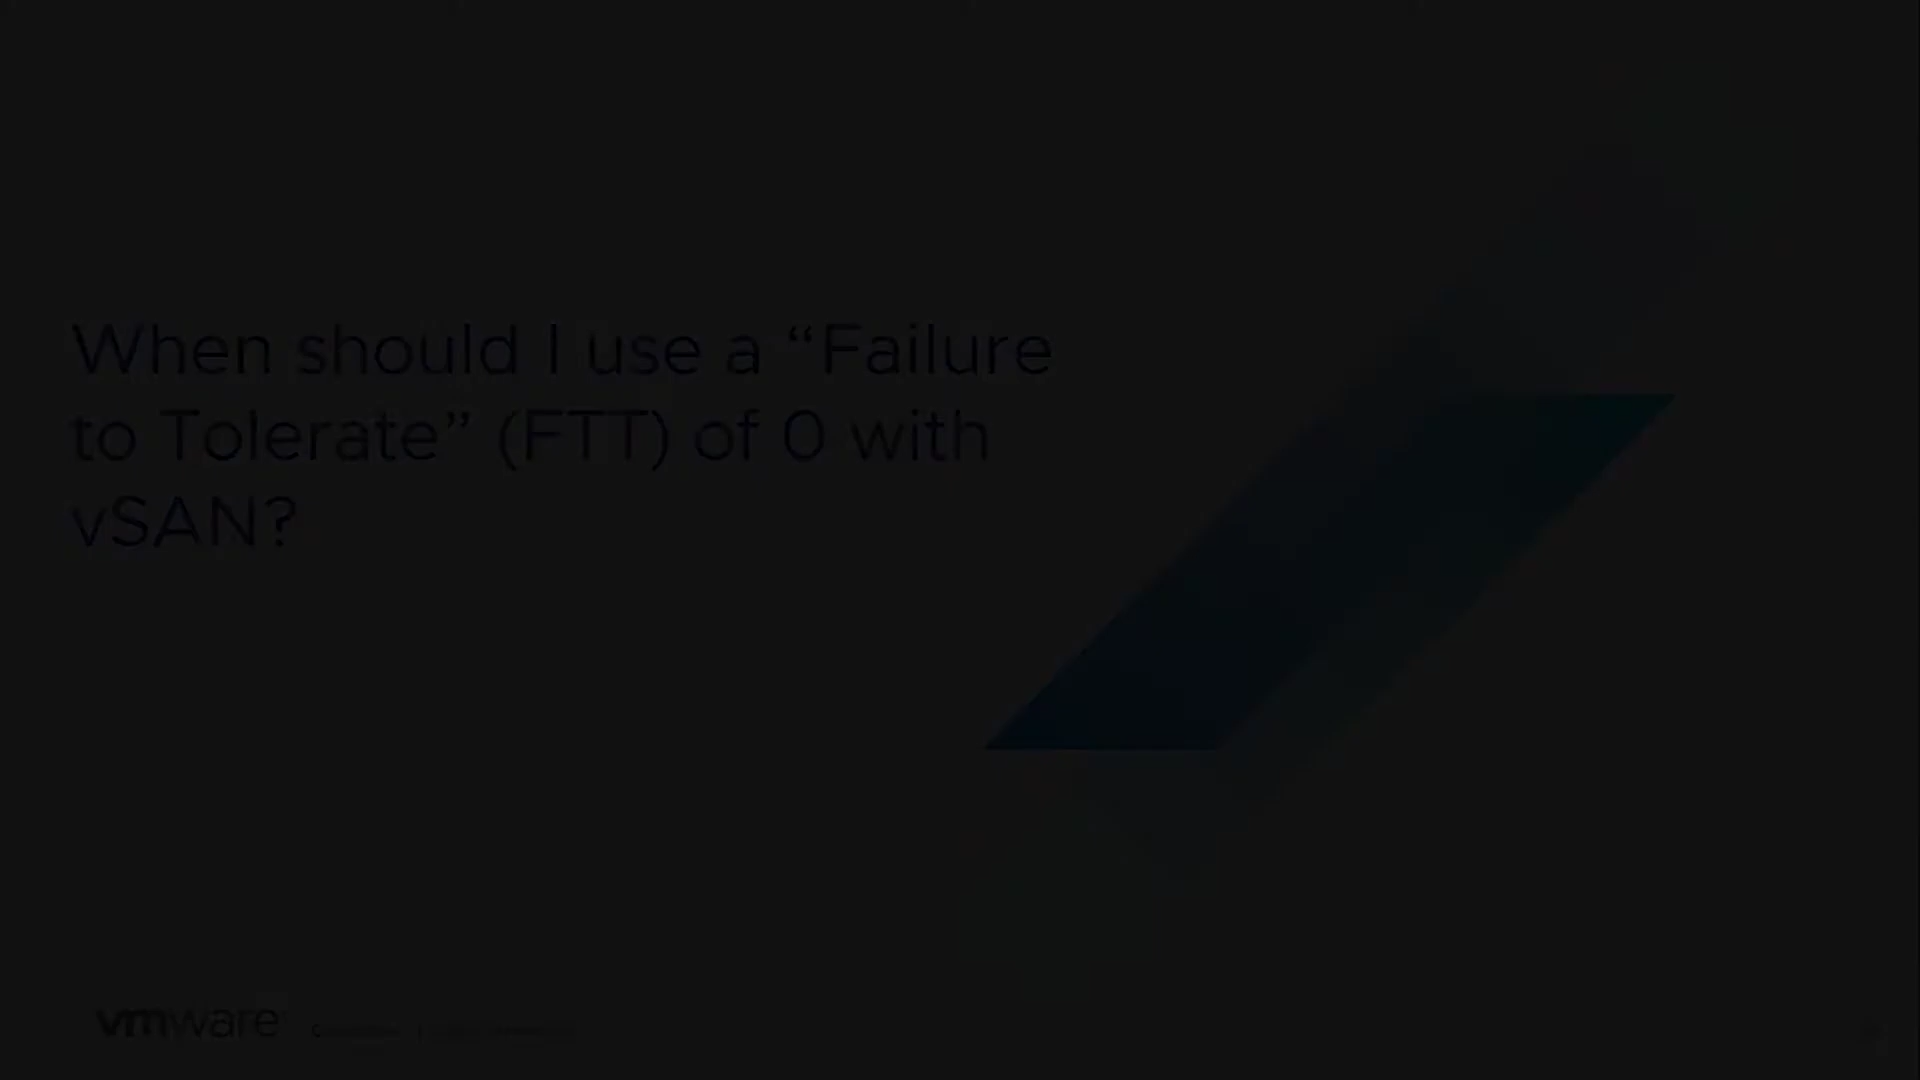 When should I use a “Failure
to Tolerate” (FTT) of 0 with
vSAN?
vmware